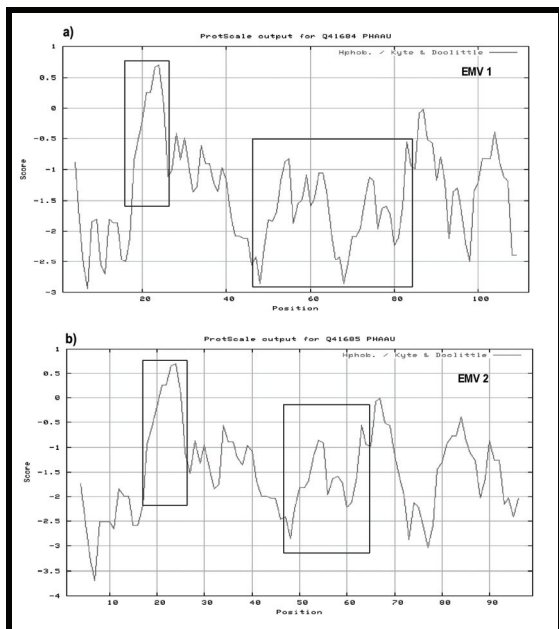 a)
ProtScale output for Q41684 PHAAU
Hphob. / Kyte & Doolittle
EMV 1
1
0.5
0
-0.5
-1
-1.5
-2
-2.5
-3
Score
20 40 60 80 100
Position
b)
ProtScale output for Q41685 PHAAU
Hphob. / Kyte & Doolittle
EMV 2
1
0.5
0
-0.5
-1
-1.5
-2
-2.5
-3
-3.5
-4
Score
10 20 30 40 50 60 70 80 90
Position